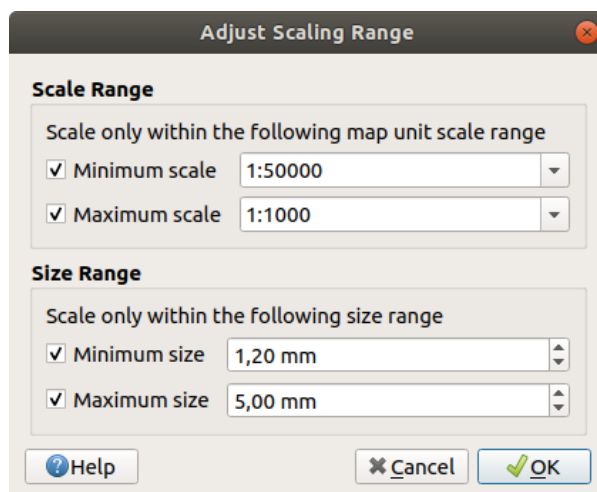 Adjust Scaling Range
Scale Range
Scale only within the following map unit scale range
Minimum scale 1:50000
Maximum scale 1:1000
Size Range
Scale only within the following size range
Minimum size 1,20 mm
Maximum size 5,00 mm
Help Cancel OK